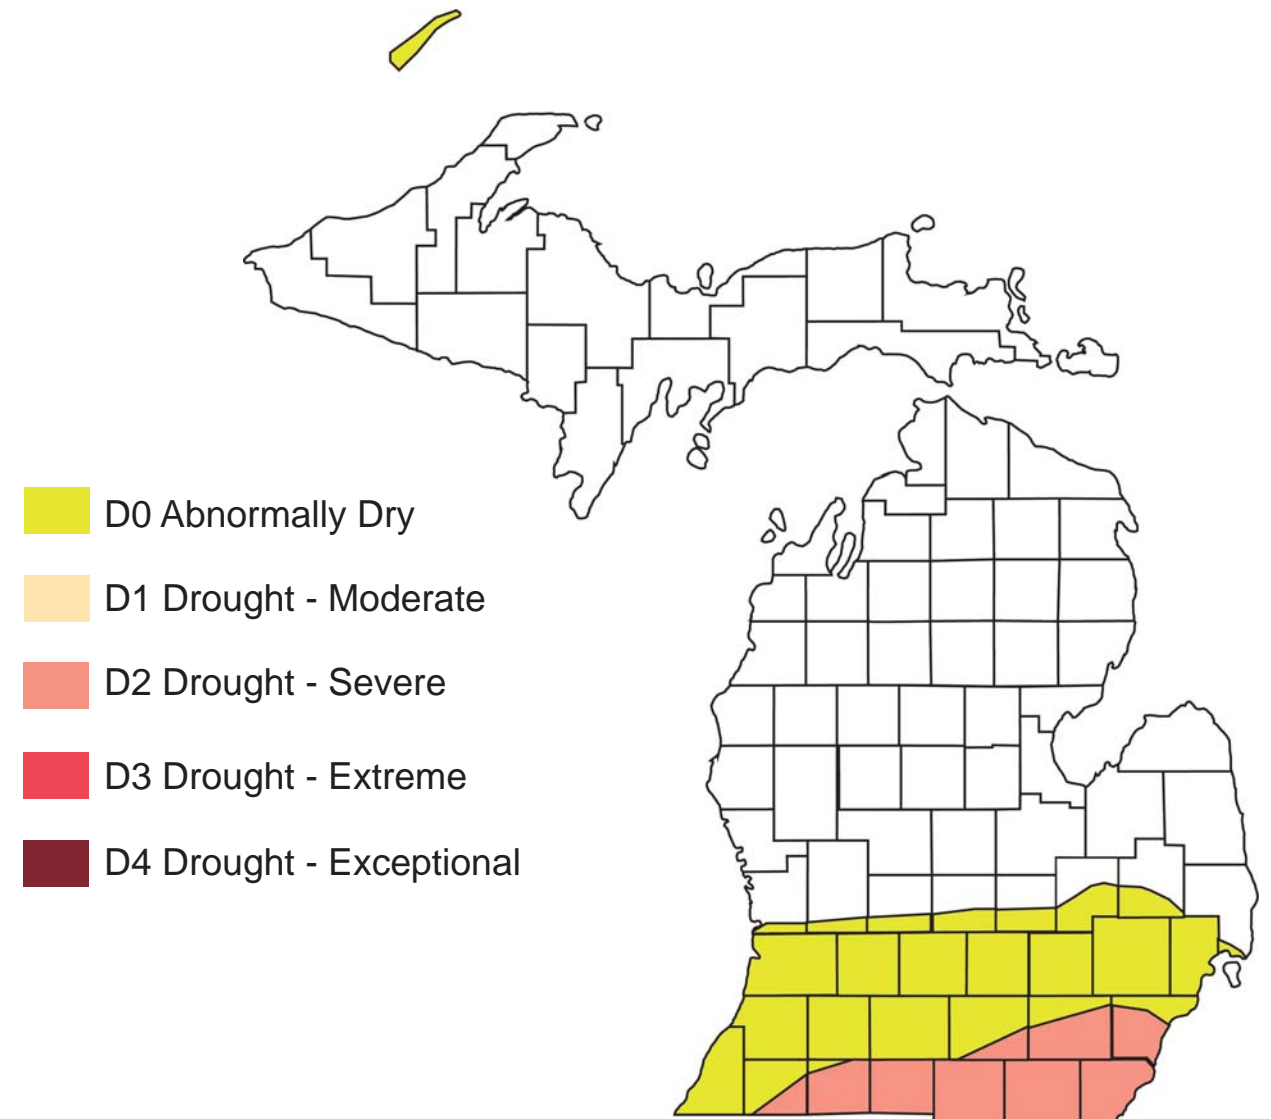 D0 Abnormally Dry
D1 Drought - Moderate
D2 Drought - Severe
D3 Drought - Extreme
D4 Drought - Exceptional